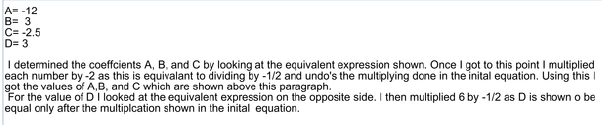 A= -12
B= 3
C= -2.5
D= 3
I determined the coeffcients A, B, and C by looking at the equivalent expression shown. Once I got to this point I multiplied
each number by -2 as this is equivalant to dividing by -1/2 and undo's the multiplying done in the inital equation. Using this I
got the values of A,B, and C which are shown above this paragraph.
For the value of D I looked at the equivalent expression on the opposite side. I then multiplied 6 by -1/2 as D is shown o be
equal only after the multiplcation shown in the inital equation.